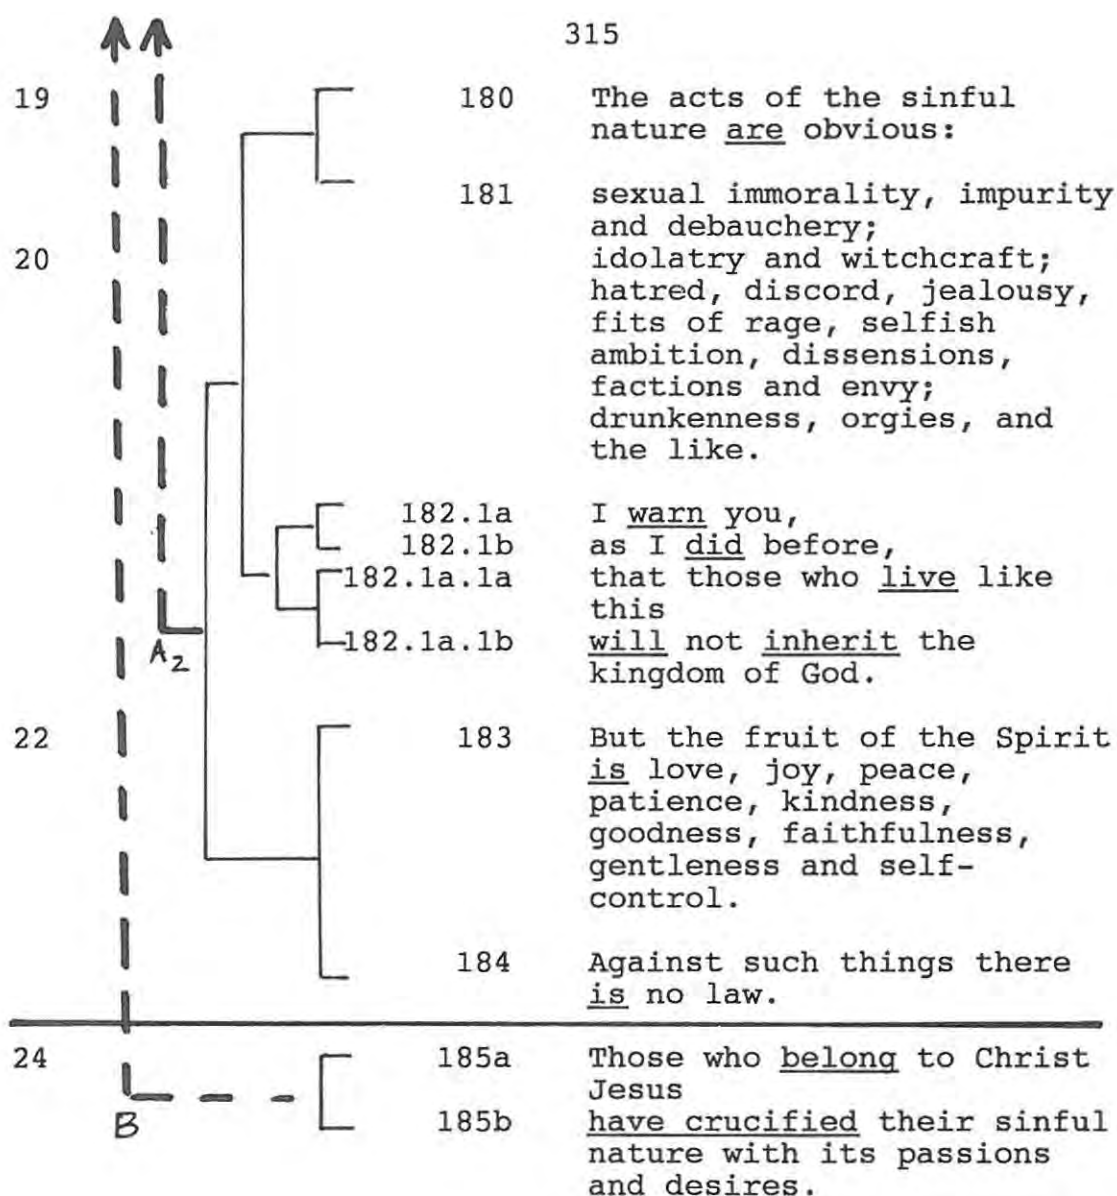 315
19 180 The acts of the sinful
nature are obvious:
181 sexual immorality, impurity
and debauchery;
20 idolatry and witchcraft;
hatred, discord, jealousy,
fits of rage, selfish
ambition, dissensions,
factions and envy;
drunkenness, orgies, and
the like.
182.1a I warn you,
182.1b as I did before,
182.1a.1a that those who live like
this
182.1a.1b will not inherit the
A2 kingdom of God.
22 183 But the fruit of the Spirit
is love, joy, peace,
patience, kindness,
goodness, faithfulness,
gentleness and self-
control.
184 Against such things there
is no law.
24 185a Those who belong to Christ
Jesus
B 185b have crucified their sinful
nature with its passions
and desires.